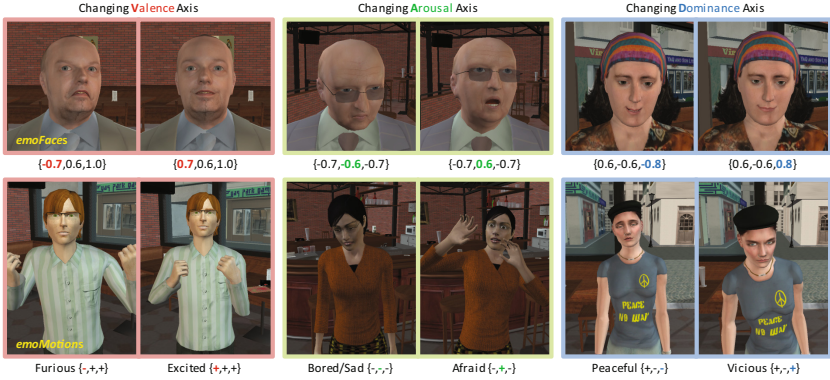 Changing Valence Axis
Changing Arousal Axis
Changing Dominance Axis
emoFaces
{-0.7,0.6,1.0}
{0.7,0.6,1.0}
{-0.7,-0.6,-0.7}
{-0.7,0.6,-0.7}
{0.6,-0.6,-0.8}
{0.6,-0.6,0.8}
emoMotions
PEACE
NO WAY
PEACE
NO WAY
Furious {-,+,+}
Excited {+,+,+}
Bored/Sad {-,-,-}
Afraid {-,+,-}
Peaceful {+,-,-}
Vicious {+,-,+}